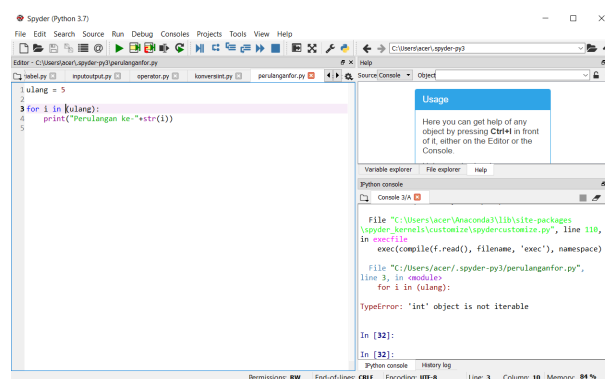 Spyder (Python 3.7)
File Edit Search Source Run Debug Consoles Projects Tools View Help
C:\Users\acer\.spyder-py3
Editor - C:\Users\acer\.spyder-py3\perulanganfor.py
Help
inputoutput.py operator.py konversiint.py perulanganfor.py
Source Console Object
1 ulang = 5
2
3 for i in (ulang):
4 print("Perulangan ke-"+str(i))
5
Usage
Here you can get help of any
object by pressing Ctrl+I in front
of it, either on the Editor or the
Console.
Variable explorer File explorer Help
IPython console
Console 3/A
File "C:\Users\acer\Anaconda3\lib\site-packages
\spyder_kernels\customize\spydercustomize.py", line 110,
in execfile
exec(compile(f.read(), filename, 'exec'), namespace)
File "C:/Users/acer/.spyder-py3/perulanganfor.py",
line 3, in <module>
for i in (ulang):
TypeError: 'int' object is not iterable
In [32]:
In [32]:
IPython console History log
Permissions: RW End-of-lines: CRLF Encoding: UTF-8 Line: 3 Column: 10 Memory: 84 %